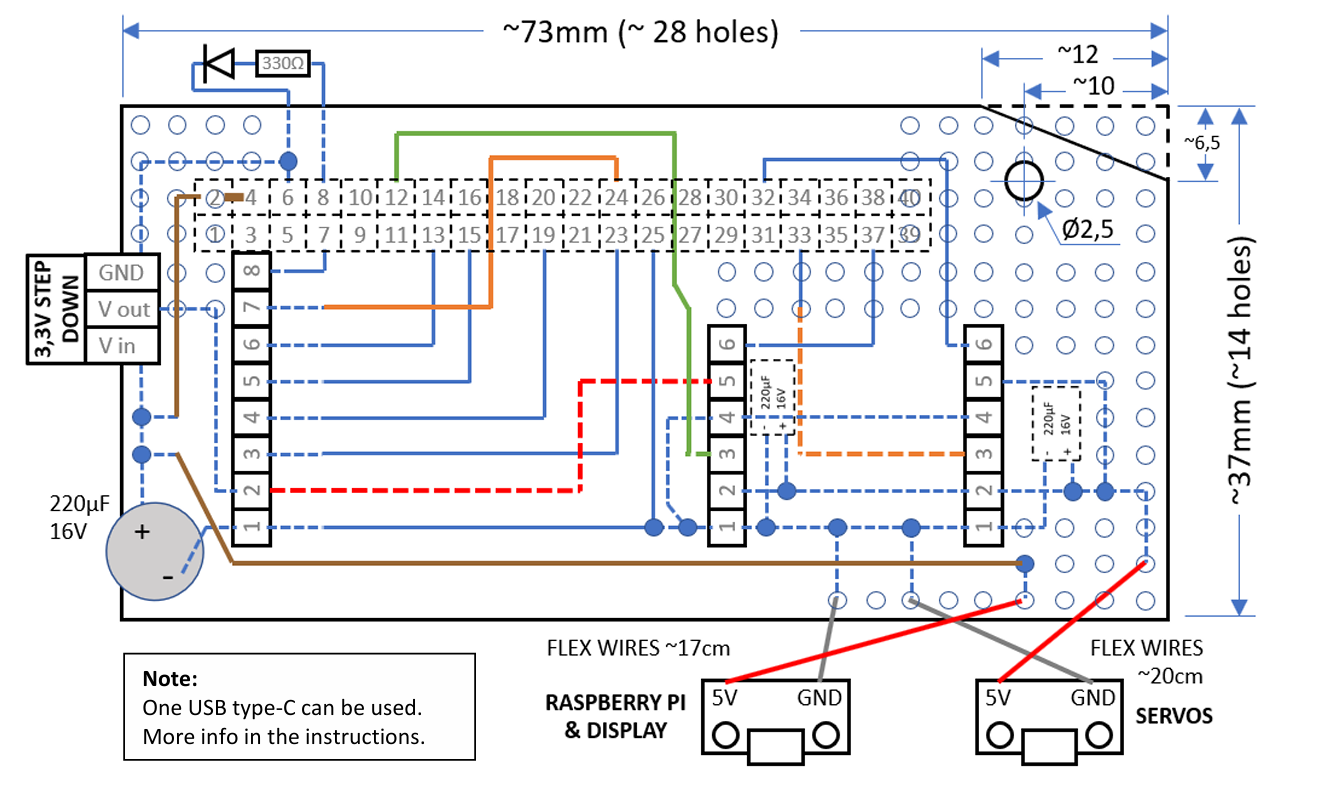 ~73mm (~ 28 holes)
~12
~10
330Ω
~6,5
2 4 6 8 10 12 14 16 18 20 22 24 26 28 30 32 34 36 38 40
1 3 5 7 9 11 13 15 17 19 21 23 25 27 29 31 33 35 37 39
Ø2,5
~37mm (~14 holes)
3,3V STEP
DOWN
GND
V out
V in
8
7
6
5
4
3
2
1
6
5
4
3
2
1
220µF
16V
- +
6
5
4
3
2
1
220µF
16V
- +
220µF
16V
+
-
FLEX WIRES ~17cm
FLEX WIRES
~20cm
RASPBERRY PI
& DISPLAY
5V GND
5V GND
SERVOS
Note:
One USB type-C can be used.
More info in the instructions.